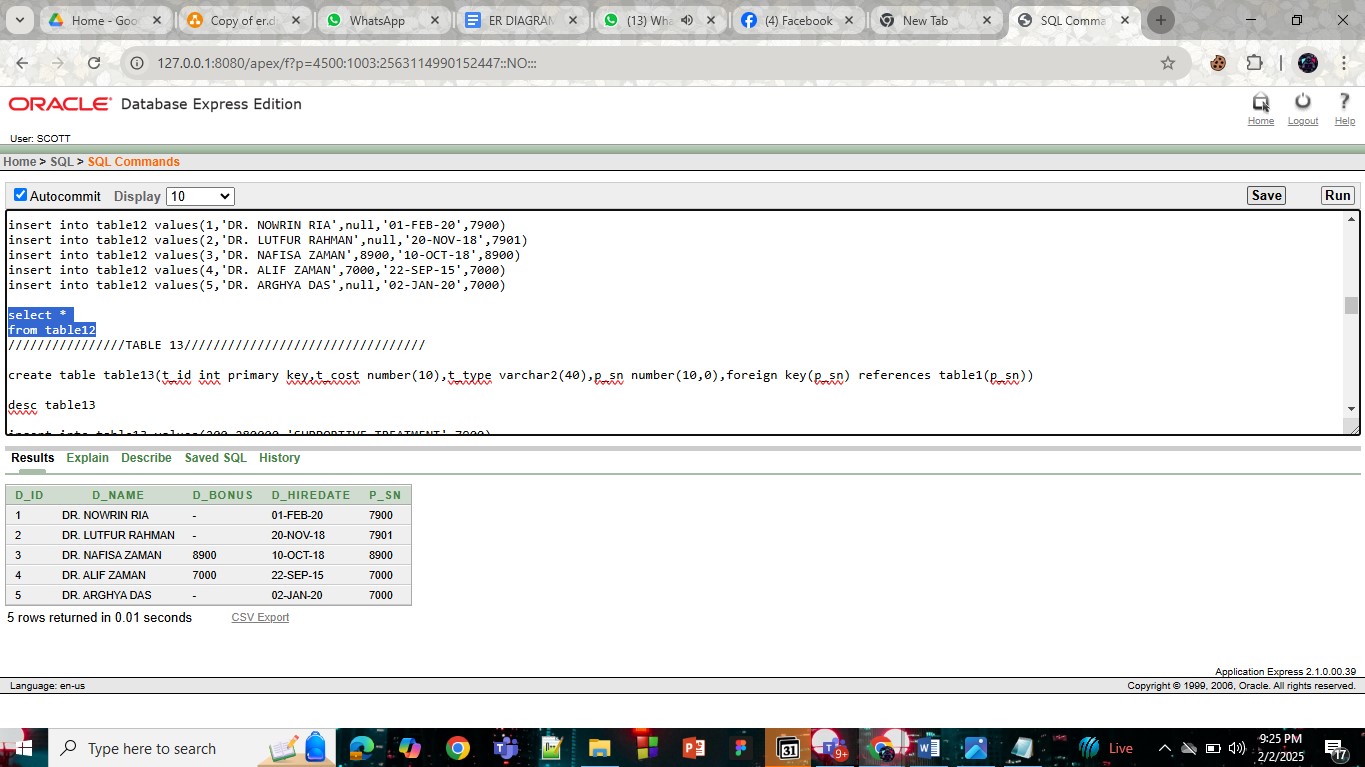 Home - Goo
Copy of er.d
WhatsApp
ER DIAGRAM
(13) Wha
(4) Facebook
New Tab
SQL Comma
127.0.0.1:8080/apex/f?p=4500:1003:2563114990152447::NO:::
ORACLE Database Express Edition
Home Logout Help
User: SCOTT
Home > SQL > SQL Commands
Autocommit Display 10
Save Run
insert into table12 values(1,'DR. NOWRIN RIA',null,'01-FEB-20',7900)
insert into table12 values(2,'DR. LUTFUR RAHMAN',null,'20-NOV-18',7901)
insert into table12 values(3,'DR. NAFISA ZAMAN',8900,'10-OCT-18',8900)
insert into table12 values(4,'DR. ALIF ZAMAN',7000,'22-SEP-15',7000)
insert into table12 values(5,'DR. ARGHYA DAS',null,'02-JAN-20',7000)
select *
from table12
////////////////TABLE 13/////////////////////////////////
create table table13(t_id int primary key,t_cost number(10),t_type varchar2(40),p_sn number(10,0),foreign key(p_sn) references table1(p_sn))
desc table13
insert into table13 values(200,280000,'SUPPORTIVE TREATMENT',7000)
Results Explain Describe Saved SQL History
D_ID D_NAME D_BONUS D_HIREDATE P_SN
1 DR. NOWRIN RIA - 01-FEB-20 7900
2 DR. LUTFUR RAHMAN - 20-NOV-18 7901
3 DR. NAFISA ZAMAN 8900 10-OCT-18 8900
4 DR. ALIF ZAMAN 7000 22-SEP-15 7000
5 DR. ARGHYA DAS - 02-JAN-20 7000
5 rows returned in 0.01 seconds CSV Export
Application Express 2.1.0.00.39
Language: en-us
Copyright © 1999, 2006, Oracle. All rights reserved.
Type here to search
31
9+
Live
9:25 PM
2/2/2025
17